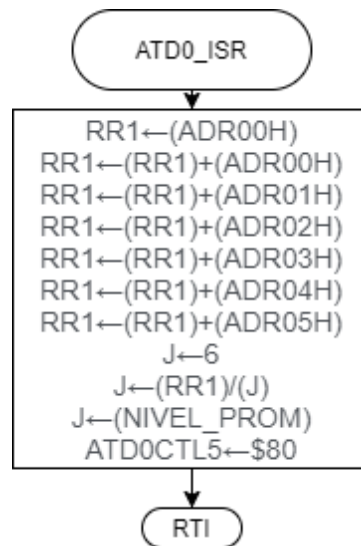 ATD0_ISR
RR1←(ADR00H)
RR1←(RR1)+(ADR00H)
RR1←(RR1)+(ADR01H)
RR1←(RR1)+(ADR02H)
RR1←(RR1)+(ADR03H)
RR1←(RR1)+(ADR04H)
RR1←(RR1)+(ADR05H)
J←6
J←(RR1)/(J)
J←(NIVEL_PROM)
ATD0CTL5←$80
RTI